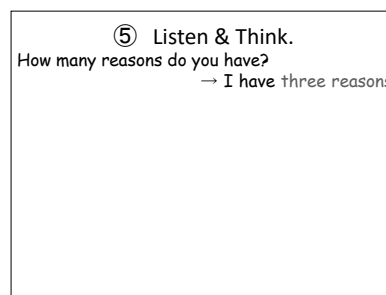 ⑤ Listen & Think.
How many reasons do you have?
→ I have three reasons